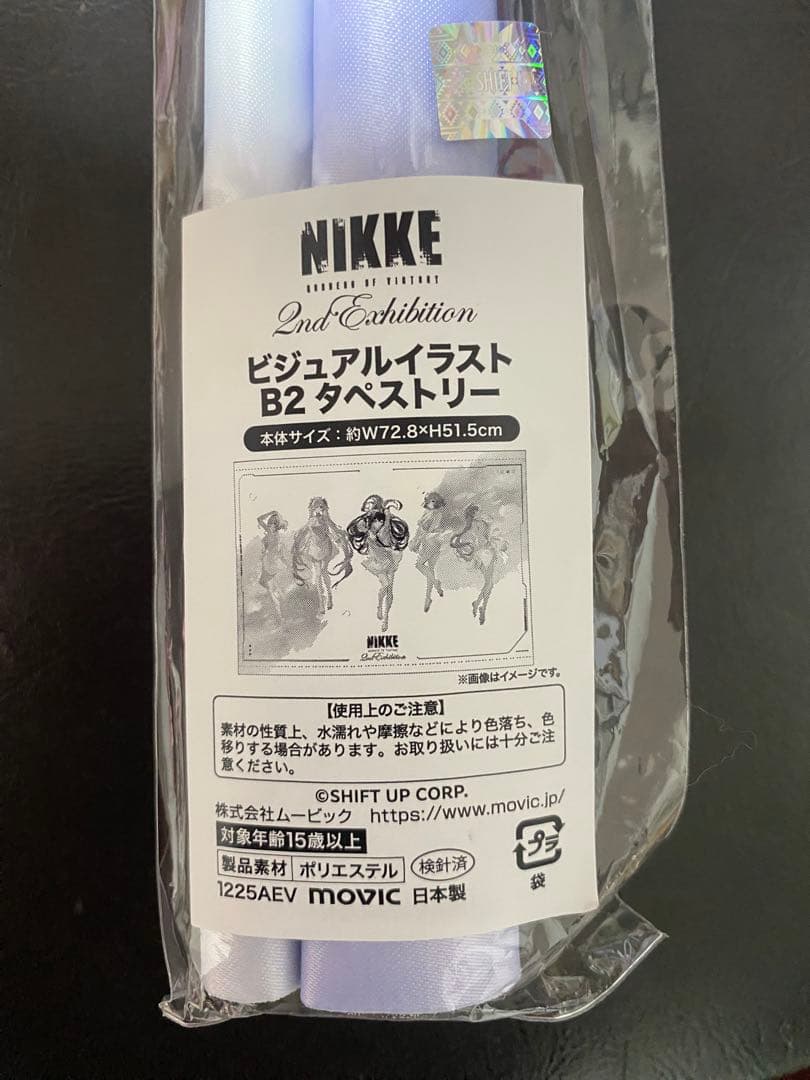 SHIFT
NIKKE
GODDESS OF VICTORY
2nd Exhibition
ビジュアルイラスト
B2 タペストリー
本体サイズ：約W72.8×H51.5cm
NIKKE
2nd Exhibition
※画像はイメージです。
【使用上のご注意】
素材の性質上、水濡れや摩擦などにより色落ち、色
移りする場合があります。お取り扱いには十分ご注
意ください。
©SHIFT UP CORP.
株式会社ムービック https://www.movic.jp/
対象年齢15歳以上
製品素材 ポリエステル 検針済
プラ
袋
1225AEV movic 日本製